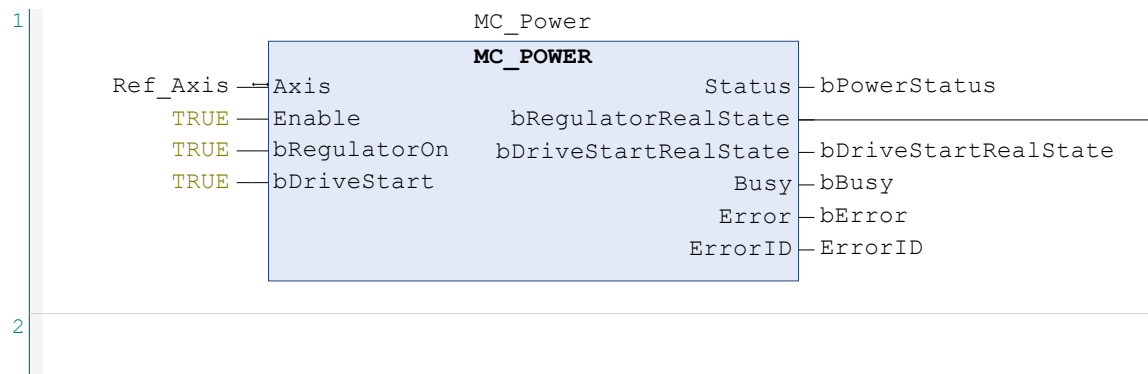 1
MC_Power
MC_POWER
Ref_Axis Axis Status bPowerStatus
TRUE Enable bRegulatorRealState
TRUE bRegulatorOn bDriveStartRealState bDriveStartRealState
TRUE bDriveStart Busy bBusy
Error bError
ErrorID ErrorID
2